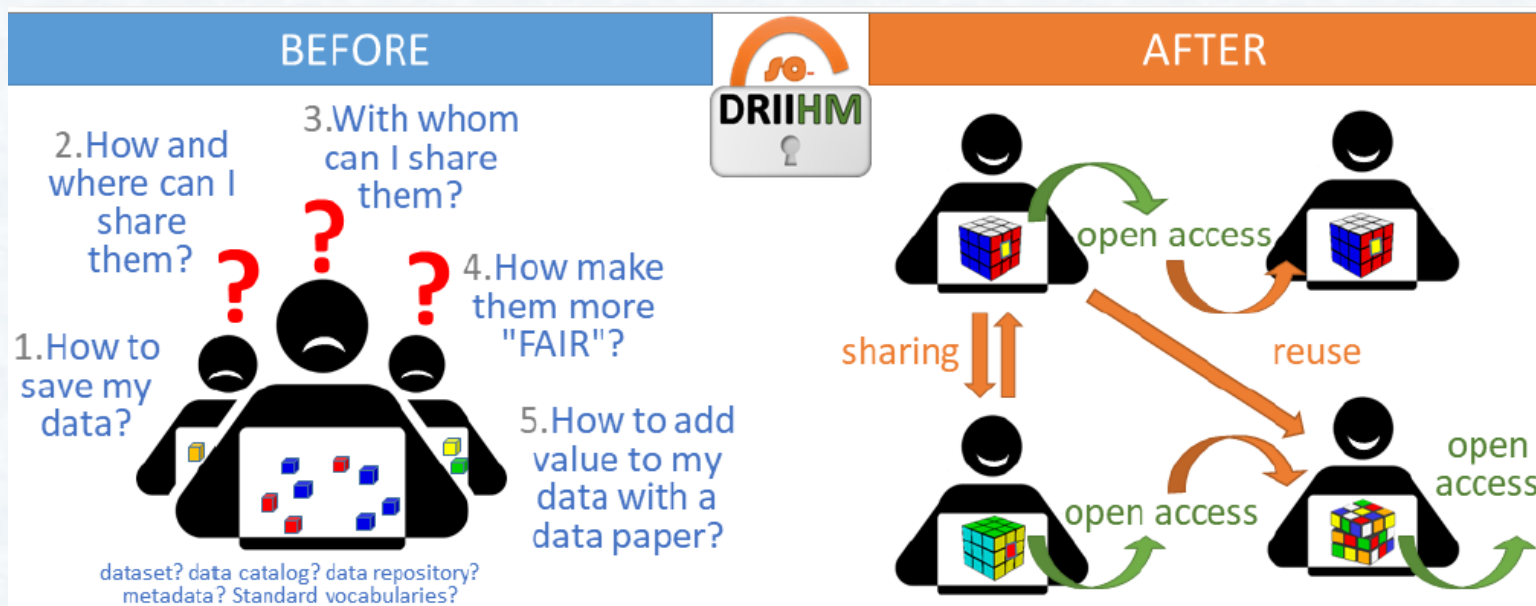 BEFORE
SO-
DRIIHM
AFTER
1.How to
save my
data?
2.How and
where can I
share
them?
3.With whom
can I share
them?
4.How make
them more
"FAIR"?
5.How to add
value to my
data with a
data paper?
?
?
?
dataset? data catalog? data repository?
metadata? Standard vocabularies?
open access
sharing
reuse
open access
open
access